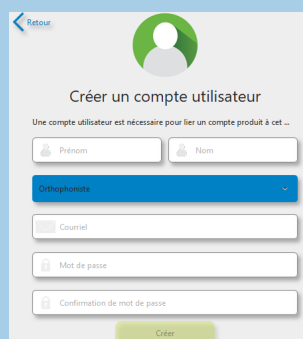 Retour
Créer un compte utilisateur
Une compte utilisateur est nécessaire pour lier un compte produit à cet ...
Prénom Nom
Orthophoniste
Courriel
Mot de passe
Confirmation de mot de passe
Créer